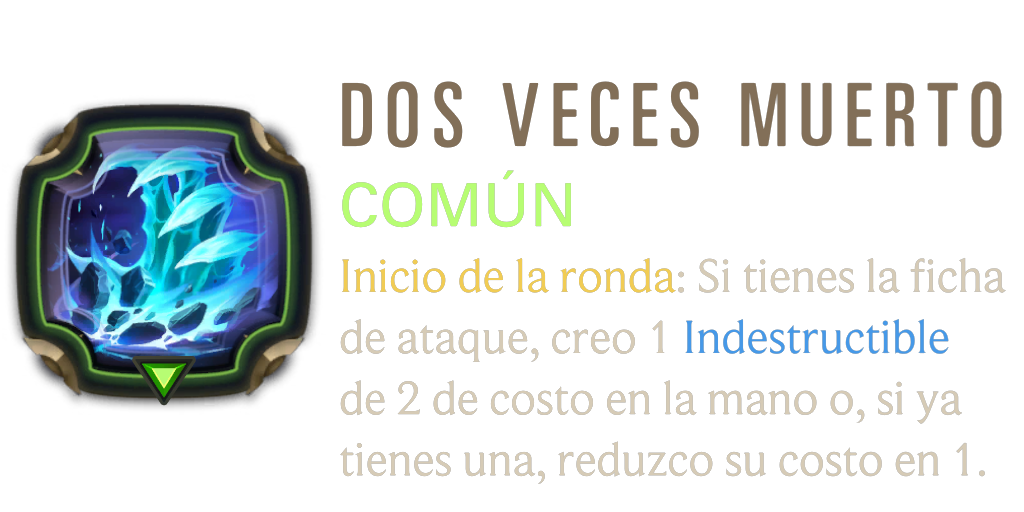 DOS VECES MUERTO
COMÚN
Inicio de la ronda: Si tienes la ficha
de ataque, creo 1 Indestructible
de 2 de costo en la mano o, si ya
tienes una, reduzco su costo en 1.